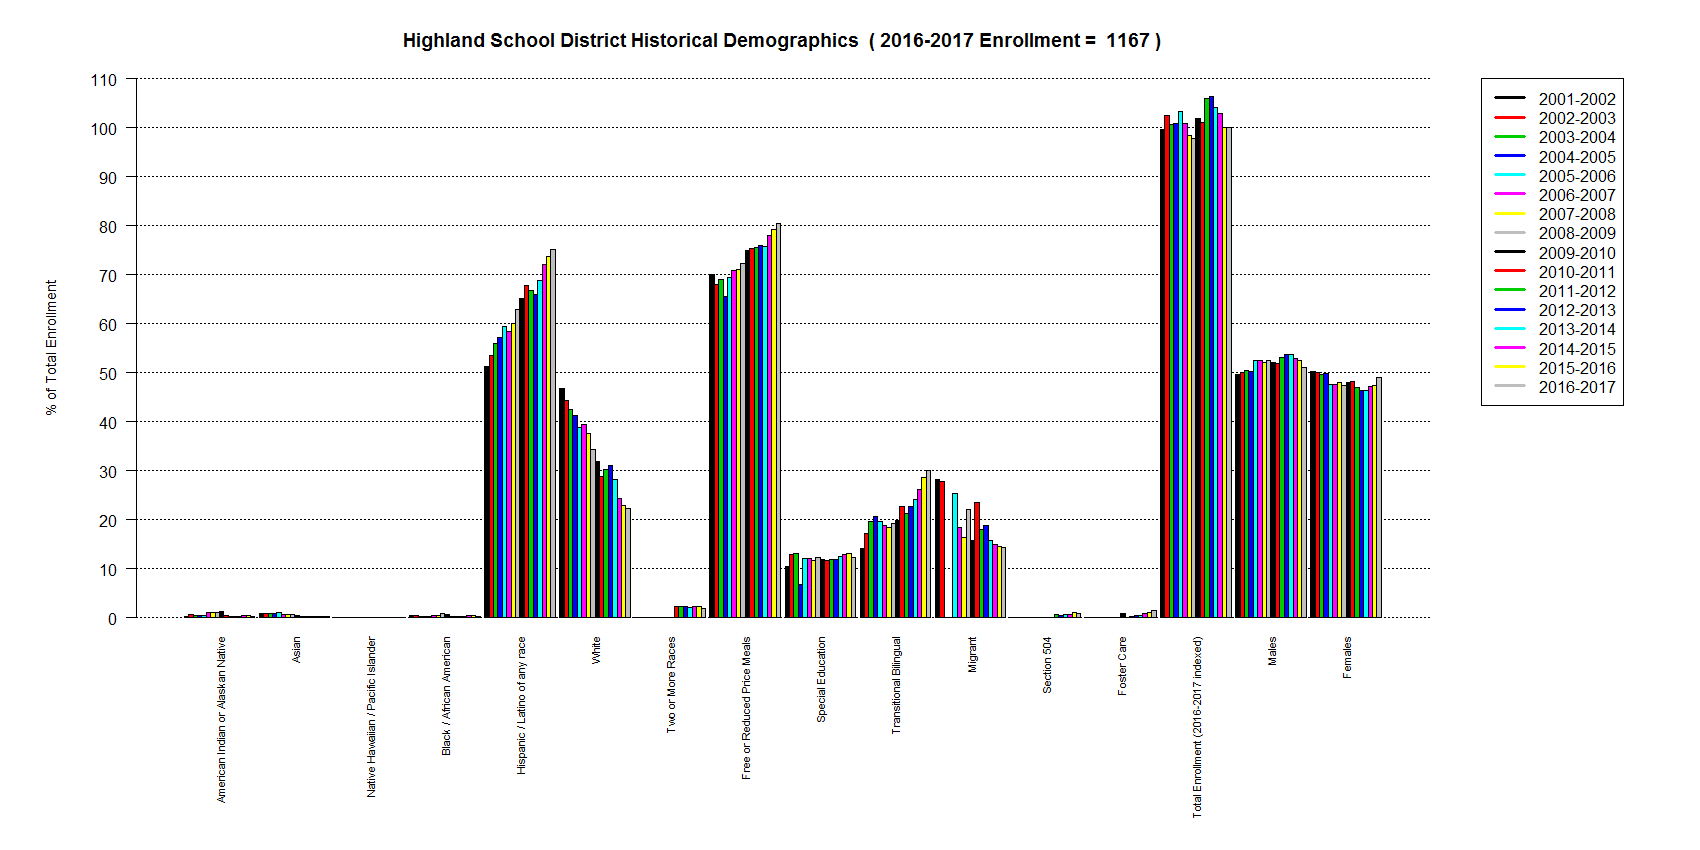 Highland School District Historical Demographics ( 2016-2017 Enrollment = 1167 )
% of Total Enrollment
110
100
90
80
70
60
50
40
30
20
10
0
American Indian or Alaskan Native
Asian
Native Hawaiian / Pacific Islander
Black / African American
Hispanic / Latino of any race
White
Two or More Races
Free or Reduced Price Meals
Special Education
Transitional Bilingual
Migrant
Section 504
Foster Care
Total Enrollment (2016-2017 indexed)
Males
Females
2001-2002
2002-2003
2003-2004
2004-2005
2005-2006
2006-2007
2007-2008
2008-2009
2009-2010
2010-2011
2011-2012
2012-2013
2013-2014
2014-2015
2015-2016
2016-2017